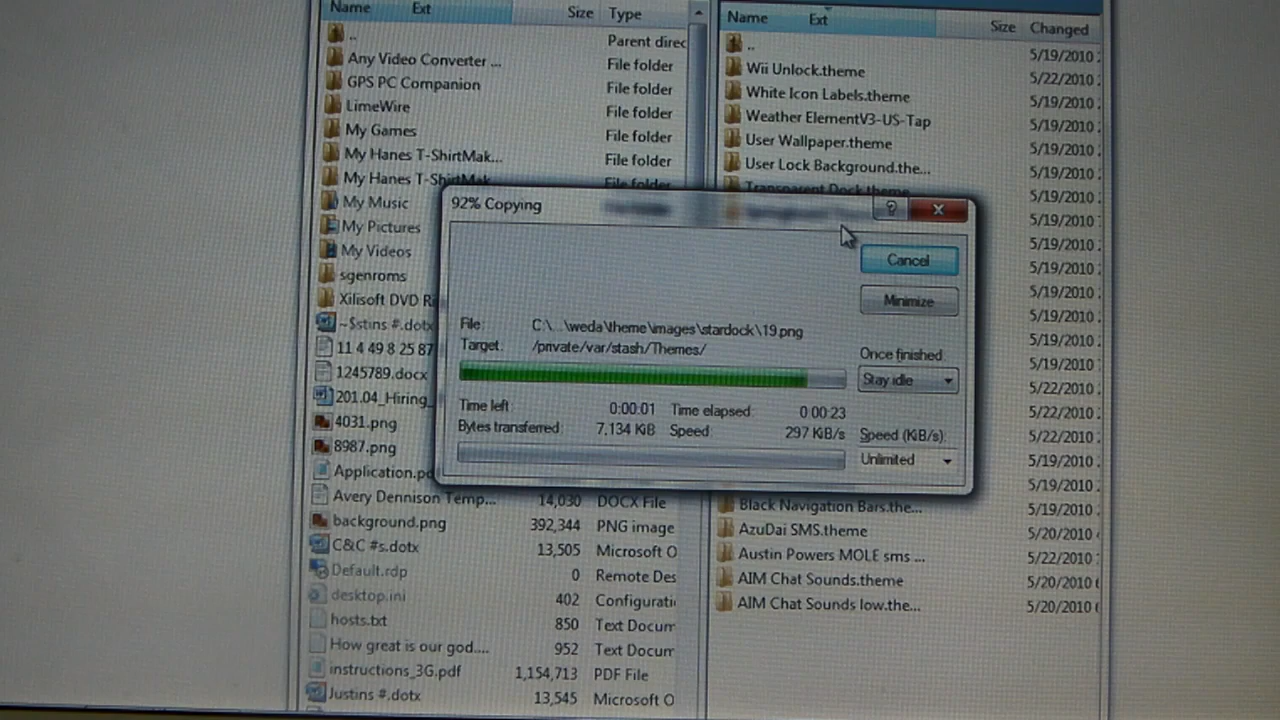 Name Ext Size Type
.. Parent direc
Any Video Converter ... File folder
GPS PC Companion File folder
LimeWire File folder
My Games File folder
My Hanes T-ShirtMak... File folder
My Hanes T-ShirtMak... File folder
My Music
My Pictures
My Videos
sgenroms
Xilisoft DVD Ri
~$stins #.dotx
11 4 49 8 25 87
1245789.docx
201.04_Hiring_
4031.png
8987.png
Application.pd
Avery Dennison Temp... 14,030 DOCX File
background.png 392,344 PNG image
C&C #s.dotx 13,505 Microsoft O
Default.rdp 0 Remote Des
desktop.ini 402 Configurati
hosts.txt 850 Text Docum
How great is our god.... 952 Text Docum
instructions_3G.pdf 1,154,713 PDF File
Justins #.dotx 13,545 Microsoft O
Name Ext Size Changed
.. 5/19/2010
Wii Unlock.theme 5/22/2010
White Icon Labels.theme 5/19/2010
Weather ElementV3-US-Tap 5/19/2010
User Wallpaper.theme 5/19/2010
User Lock Background.the... 5/19/2010
Transparent Dock.theme 5/19/2010
5/19/2010
5/19/2010
5/19/2010
5/19/2010
5/19/2010
5/19/2010
5/19/2010
5/22/2010
5/22/2010
5/22/2010
5/19/2010
5/19/2010
Black Navigation Bars.the... 5/19/2010
AzuDai SMS.theme 5/20/2010
Austin Powers MOLE sms ... 5/22/2010
AIM Chat Sounds.theme 5/20/2010
AIM Chat Sounds low.the... 5/20/2010
92% Copying
Cancel
Minimize
File: C:\...\weda\theme\images\stardock\19.png
Target: /private/var/stash/Themes/
Once finished
Stay idle
Time left: 0:00:01 Time elapsed: 0:00:23
Bytes transferred: 7,134 KiB Speed: 297 KiB/s
Speed (KiB/s):
Unlimited